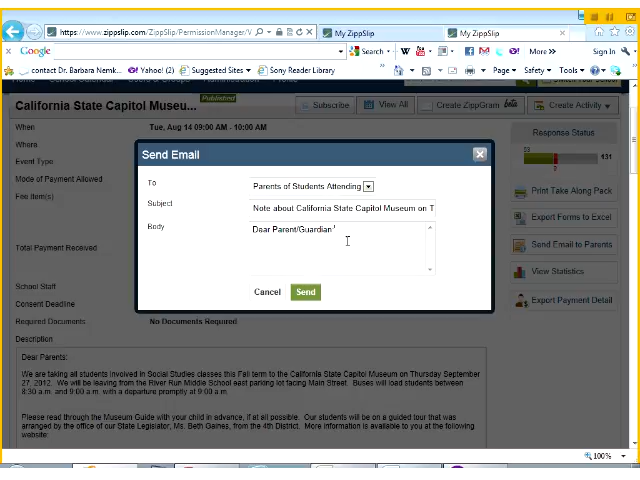 https://www.zippslip.com/PermissionManager/V
My ZippSlip
My ZippSlip
Google
Search
More »
Sign In
contact Dr. Barbara Nemk...
Yahoo! (2)
Suggested Sites
Sony Reader Library
Page
Safety
Tools
California State Capitol Museu...
Published
Subscribe
View All
Create ZippGram beta
Create Activity
When
Tue, Aug 14 09:00 AM - 10:00 AM
Where
Event Type
Mode of Payment Allowed
Fee Item(s)
Total Payment Received
School Staff
Consent Deadline
Required Documents
No Documents Required
Description
Send Email
To
Parents of Students Attending
Subject
Note about California State Capitol Museum on T
Body
Dear Parent/Guardian
Cancel
Send
Response Status
131
Print Take Along Pack
Export Forms to Excel
Send Email to Parents
View Statistics
Export Payment Detail
Dear Parents:
We are taking all students involved in Social Studies classes this Fall term to the California State Capitol Museum on Thursday September
27, 2012. We will be leaving from the River Run Middle School east parking lot facing Main Street. Buses will load students between
8:30 a.m. and 9:00 a.m. with a departure promptly at 9:00 a.m.
Please read through the Museum Guide with your child in advance, if at all possible. Our students will be on a guided tour that was
arranged by the office of our State Legislator, Ms. Beth Gaines, from the 4th District. More information is available to you at the following
website:
100%